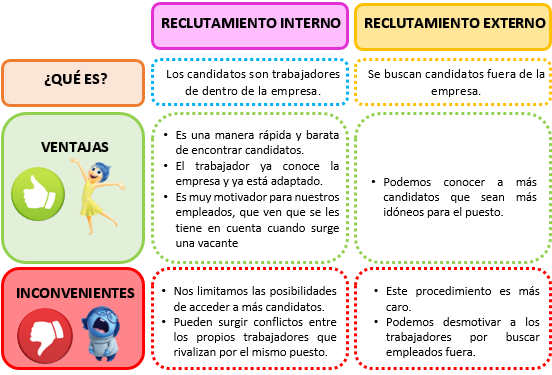 RECLUTAMIENTO INTERNO
RECLUTAMIENTO EXTERNO
¿QUÉ ES?
Los candidatos son trabajadores
de dentro de la empresa.
Se buscan candidatos fuera de la
empresa.
VENTAJAS
• Es una manera rápida y barata
de encontrar candidatos.
• El trabajador ya conoce la
empresa y ya está adaptado.
• Es muy motivador para nuestros
empleados, que ven que se les
tiene en cuenta cuando surge
una vacante
• Podemos conocer a más
candidatos que sean más
idóneos para el puesto.
INCONVENIENTES
• Nos limitamos las posibilidades
de acceder a más candidatos.
• Pueden surgir conflictos entre
los propios trabajadores que
rivalizan por el mismo puesto.
• Este procedimiento es más
caro.
• Podemos desmotivar a los
trabajadores por buscar
empleados fuera.